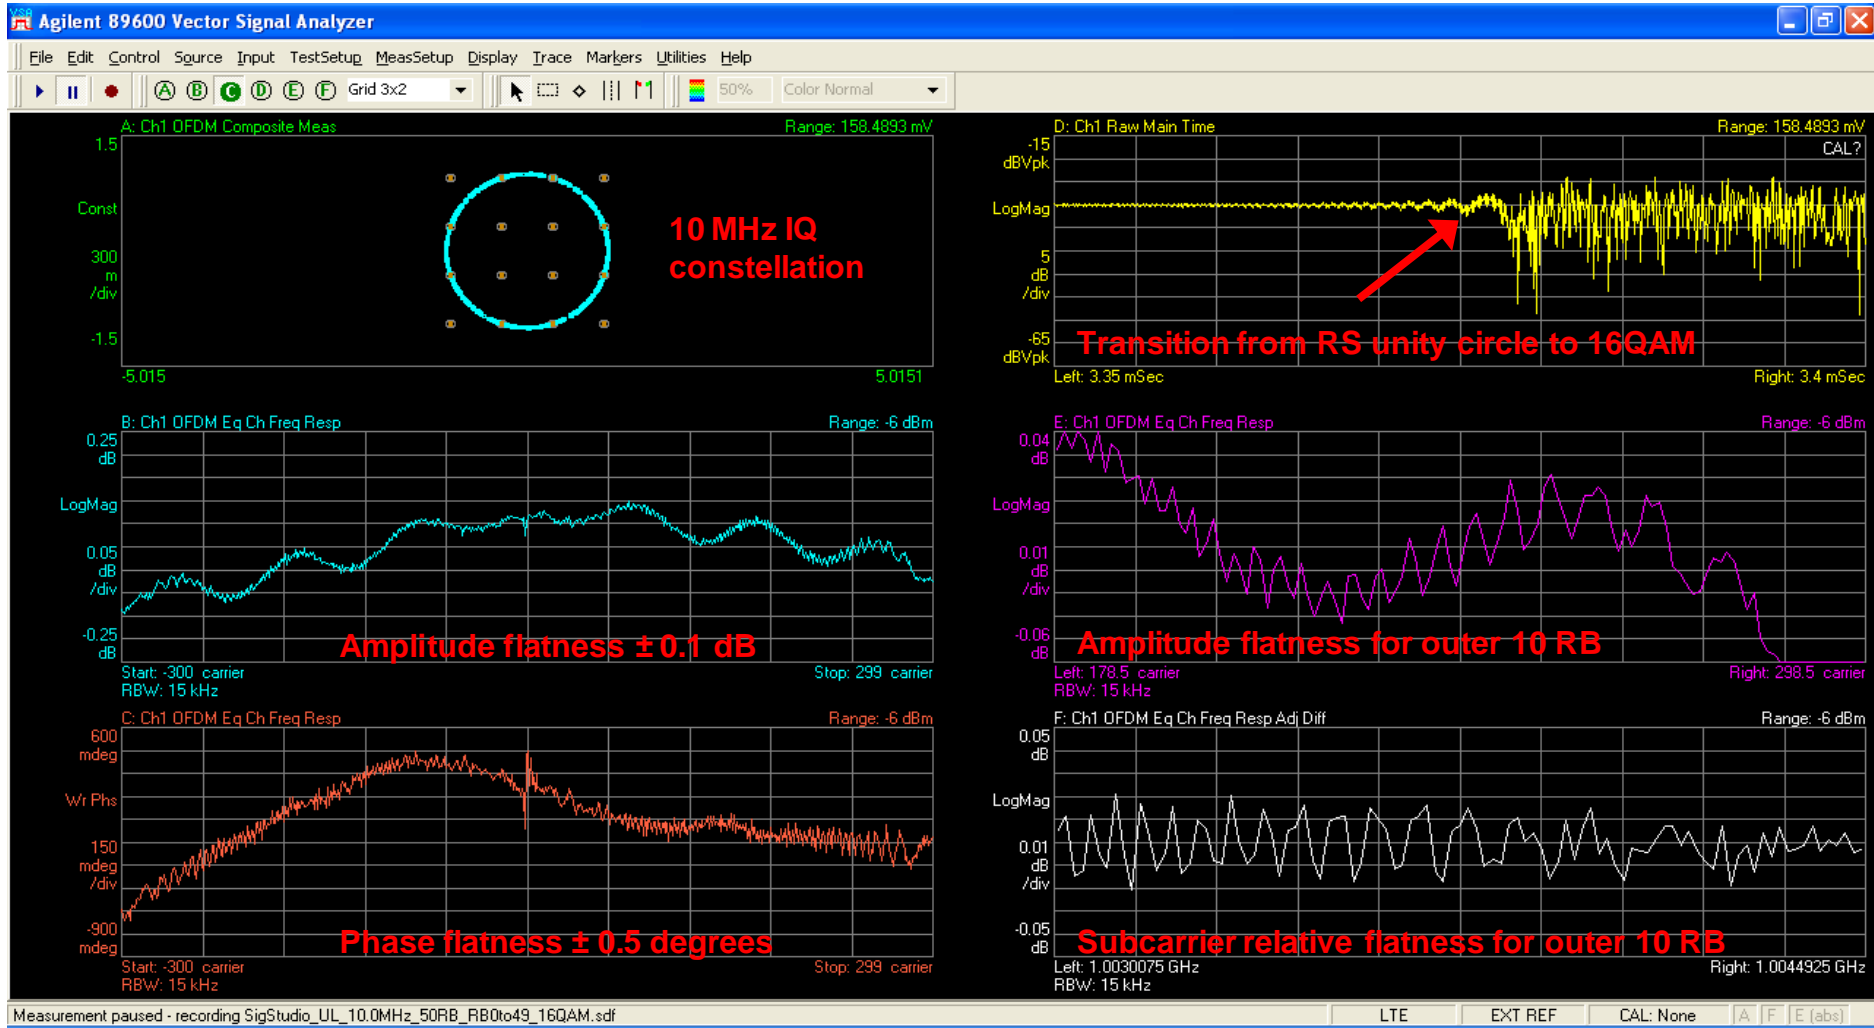 Agilent 89600 Vector Signal Analyzer
File Edit Control Source Input TestSetup MeasSetup Display Trace Markers Utilities Help
A B C D E F Grid 3x2 50% Color Normal
A: Ch1 OFDM Composite Meas Range: 158.4893 mV
1.5
Const
300
m
/div
-1.5
-5.015 5.0151
10 MHz IQ
constellation
D: Ch1 Raw Main Time Range: 158.4893 mV
CAL?
-15
dBVpk
LogMag
5
dB
/div
-65
dBVpk
Transition from RS unity circle to 16QAM
Left: 3.35 mSec Right: 3.4 mSec
B: Ch1 OFDM Eq Ch Freq Resp Range: -6 dBm
0.25
dB
LogMag
0.05
dB
/div
-0.25
dB
Amplitude flatness ± 0.1 dB
Start: -300 carrier Stop: 299 carrier
RBW: 15 kHz
E: Ch1 OFDM Eq Ch Freq Resp Range: -6 dBm
0.04
dB
LogMag
0.01
dB
/div
-0.06
dB
Amplitude flatness for outer 10 RB
Left: 178.5 carrier Right: 298.5 carrier
RBW: 15 kHz
C: Ch1 OFDM Eq Ch Freq Resp Range: -6 dBm
600
mdeg
Wr Phs
150
mdeg
/div
-900
mdeg
Phase flatness ± 0.5 degrees
Start: -300 carrier Stop: 299 carrier
RBW: 15 kHz
F: Ch1 OFDM Eq Ch Freq Resp Adj Diff Range: -6 dBm
0.05
dB
LogMag
0.01
dB
/div
-0.05
dB
Subcarrier relative flatness for outer 10 RB
Left: 1.0030075 GHz Right: 1.0044925 GHz
RBW: 15 kHz
Measurement paused - recording SigStudio_UL_10.0MHz_50RB_RB0to49_16QAM.sdf LTE EXT REF CAL: None A F E (abs)